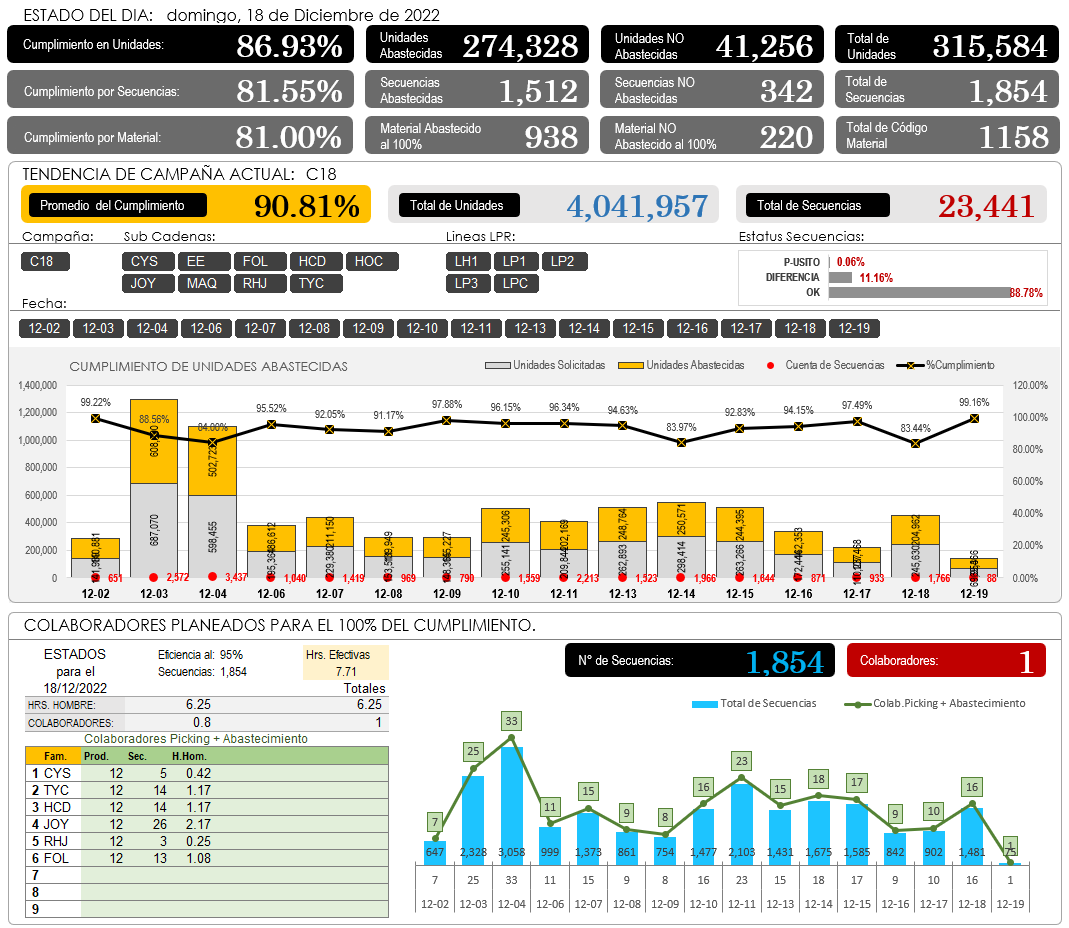 ESTADO DEL DIA: domingo, 18 de Diciembre de 2022
Cumplimiento en Unidades: 86.93%
Unidades Abastecidas 274,328
Unidades NO Abastecidas 41,256
Total de Unidades 315,584
Cumplimiento por Secuencias: 81.55%
Secuencias Abastecidas 1,512
Secuencias NO Abastecidas 342
Total de Secuencias 1,854
Cumplimiento por Material: 81.00%
Material Abastecido al 100% 938
Material NO Abastecido al 100% 220
Total de Código Material 1158
TENDENCIA DE CAMPAÑA ACTUAL: C18
Promedio del Cumplimiento 90.81%
Total de Unidades 4,041,957
Total de Secuencias 23,441
Campaña: Sub Cadenas: Lineas LPR: Estatus Secuencias:
C18 CYS EE FOL HCD HOC LH1 LP1 LP2
JOY MAQ RHJ TYC LP3 LPC
P-USITO 0.06%
DIFERENCIA 11.16%
OK 88.78%
Fecha:
12-02 12-03 12-04 12-06 12-07 12-08 12-09 12-10 12-11 12-13 12-14 12-15 12-16 12-17 12-18 12-19
CUMPLIMIENTO DE UNIDADES ABASTECIDAS
Unidades Solicitadas Unidades Abastecidas Cuenta de Secuencias %Cumplimiento
1,400,000 1,200,000 1,000,000 800,000 600,000 400,000 200,000 0
120.00% 100.00% 80.00% 60.00% 40.00% 20.00% 0.00%
99.22% 88.56% 84.00% 95.52% 92.05% 91.17% 97.88% 96.15% 96.34% 94.63% 83.97% 92.83% 94.15% 97.49% 83.44% 99.16%
502,723 211,150 245,306 202,169 248,764 250,571 244,395 204,962
687,070 598,455 229,380 255,141 209,844 262,893 298,414 263,266 245,630
651 2,572 3,437 1,040 1,419 969 790 1,559 2,213 1,523 1,966 1,644 871 933 1,766 88
12-02 12-03 12-04 12-06 12-07 12-08 12-09 12-10 12-11 12-13 12-14 12-15 12-16 12-17 12-18 12-19
COLABORADORES PLANEADOS PARA EL 100% DEL CUMPLIMIENTO.
ESTADOS para el 18/12/2022
Eficiencia al: 95%
Secuencias: 1,854
Hrs. Efectivas
7.71
Totales
HRS. HOMBRE: 6.25 6.25
COLABORADORES: 0.8 1
Colaboradores Picking + Abastecimiento
Fam. Prod. Sec. H.Hom.
1 CYS 12 5 0.42
2 TYC 12 14 1.17
3 HCD 12 14 1.17
4 JOY 12 26 2.17
5 RHJ 12 3 0.25
6 FOL 12 13 1.08
7
8
9
N° de Secuencias: 1,854
Colaboradores: 1
Total de Secuencias Colab.Picking + Abastecimiento
7 25 33 11 15 9 8 16 23 15 18 17 9 10 16 1
647 2,328 3,058 999 1,373 861 754 1,477 2,103 1,431 1,675 1,585 842 902 1,481 75
7 25 33 11 15 9 8 16 23 15 18 17 9 10 16 1
12-02 12-03 12-04 12-06 12-07 12-08 12-09 12-10 12-11 12-13 12-14 12-15 12-16 12-17 12-18 12-19